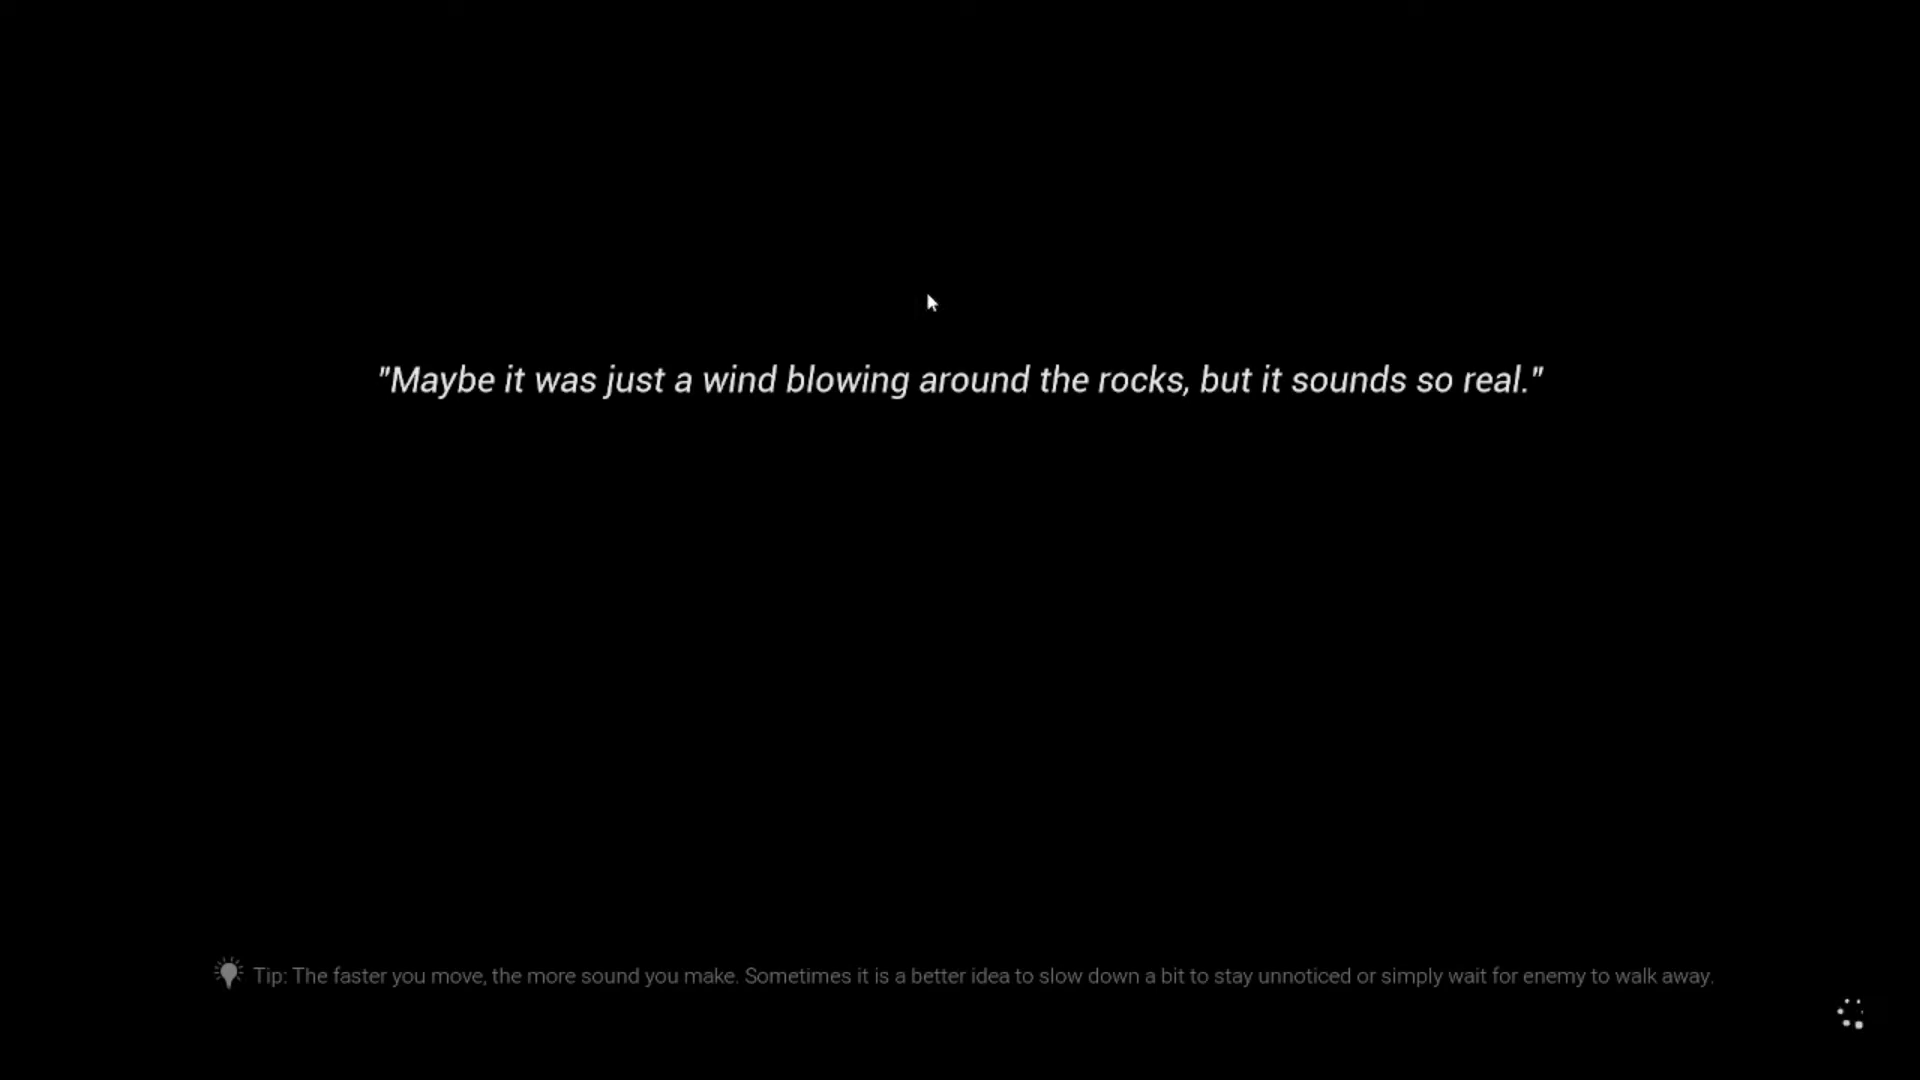 "Maybe it was just a wind blowing around the rocks, but it sounds so real."
Tip: The faster you move, the more sound you make. Sometimes it is a better idea to slow down a bit to stay unnoticed or simply wait for enemy to walk away.